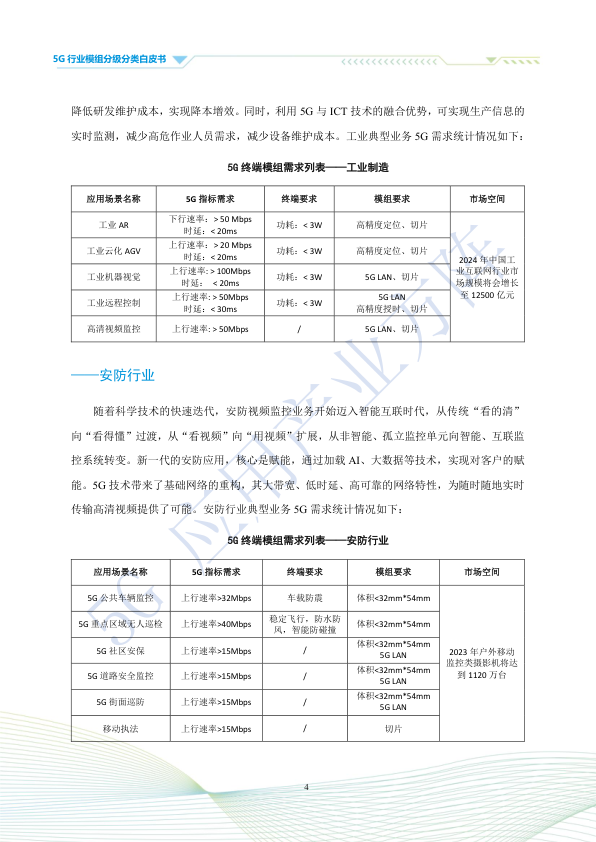 5G 行业模组分级分类白皮书
降低研发维护成本，实现降本增效。同时，利用 5G 与 ICT 技术的融合优势，可实现生产信息的
实时监测，减少高危作业人员需求，减少设备维护成本。工业典型业务 5G 需求统计情况如下：
5G 终端模组需求列表——工业制造
应用场景名称 5G 指标需求 终端要求 模组要求 市场空间
工业 AR 下行速率：> 50 Mbps 时延：< 20ms 功耗：< 3W 高精度定位、切片
工业云化 AGV 上行速率：> 20 Mbps 时延：< 20ms 功耗：< 3W 高精度定位、切片
工业机器视觉 上行速率: > 100Mbps 时延： < 20ms 功耗：< 3W 5G LAN、切片
工业远程控制 上行速率: > 50Mbps 时延：< 30ms 功耗：< 3W 5G LAN 高精度授时、切片
高清视频监控 上行速率: > 50Mbps / 5G LAN、切片
2024 年中国工
业互联网行业市
场规模将会增长
至 12500 亿元
——安防行业
随着科学技术的快速迭代，安防视频监控业务开始迈入智能互联时代，从传统“看的清”
向“看得懂”过渡，从“看视频”向“用视频”扩展，从非智能、孤立监控单元向智能、互联监
控系统转变。新一代的安防应用，核心是赋能，通过加载 AI、大数据等技术，实现对客户的赋
能。5G 技术带来了基础网络的重构，其大带宽、低时延、高可靠的网络特性，为随时随地实时
传输高清视频提供了可能。安防行业典型业务 5G 需求统计情况如下：
5G 终端模组需求列表——安防行业
应用场景名称 5G 指标需求 终端要求 模组要求 市场空间
5G 公共车辆监控 上行速率>32Mbps 车载防震 体积<32mm*54mm
5G 重点区域无人巡检 上行速率>40Mbps 稳定飞行，防水防风，智能防碰撞 体积<32mm*54mm
5G 社区安保 上行速率>15Mbps / 体积<32mm*54mm 5G LAN
5G 道路安全监控 上行速率>15Mbps / 体积<32mm*54mm 5G LAN
5G 街面巡防 上行速率>15Mbps / 体积<32mm*54mm 5G LAN
移动执法 上行速率>15Mbps / 切片
2023 年户外移动
监控类摄影机将达
到 1120 万台
5G 应用产业方阵
4